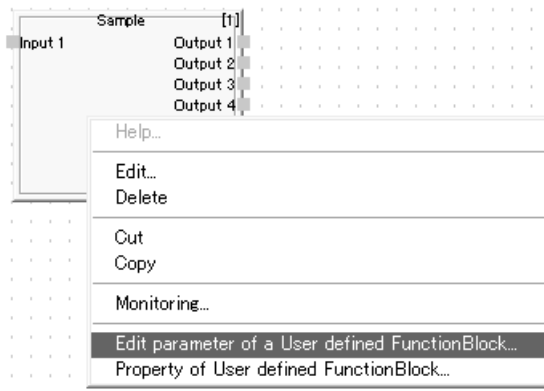 Sample [1]
Input 1 Output 1
Output 2
Output 3
Output 4
Help...
Edit...
Delete
Cut
Copy
Monitoring...
Edit parameter of a User defined FunctionBlock...
Property of User defined FunctionBlock...